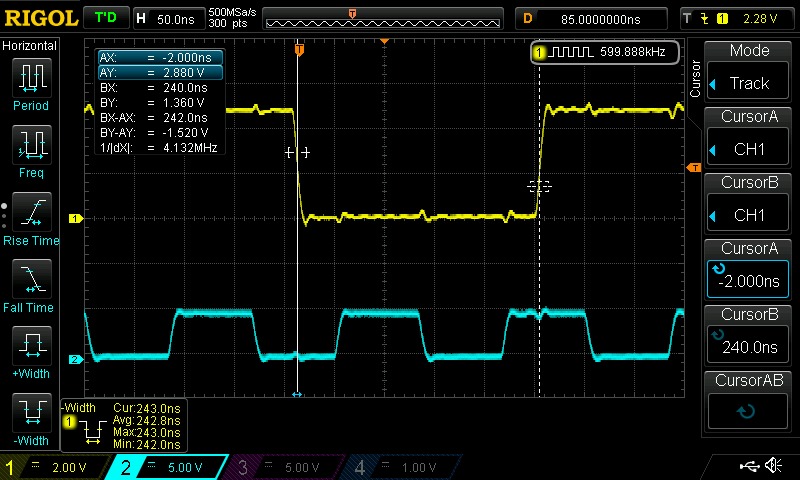 RIGOL T'D H 50.0ns 500MSa/s 300 pts T D 85.0000000ns T 1 2.28 V
Horizontal
Period
Freq
Rise Time
Fall Time
+Width
-Width
AX: = -2.000ns
AY: = 2.880 V
BX: = 240.0ns
BY: = 1.360 V
BX-AX: = 242.0ns
BY-AY: = -1.520 V
1/|dX|: = 4.132MHz
T
1 599.888kHz
T
1
2
-Width
1
Cur: 243.0ns
Avg: 242.8ns
Max: 243.0ns
Min: 242.0ns
Cursor
Mode
Track
CursorA
CH1
CursorB
CH1
CursorA
-2.000ns
CursorB
240.0ns
CursorAB
1 = 2.00 V 2 = 5.00 V 3 = 5.00 V 4 = 1.00 V